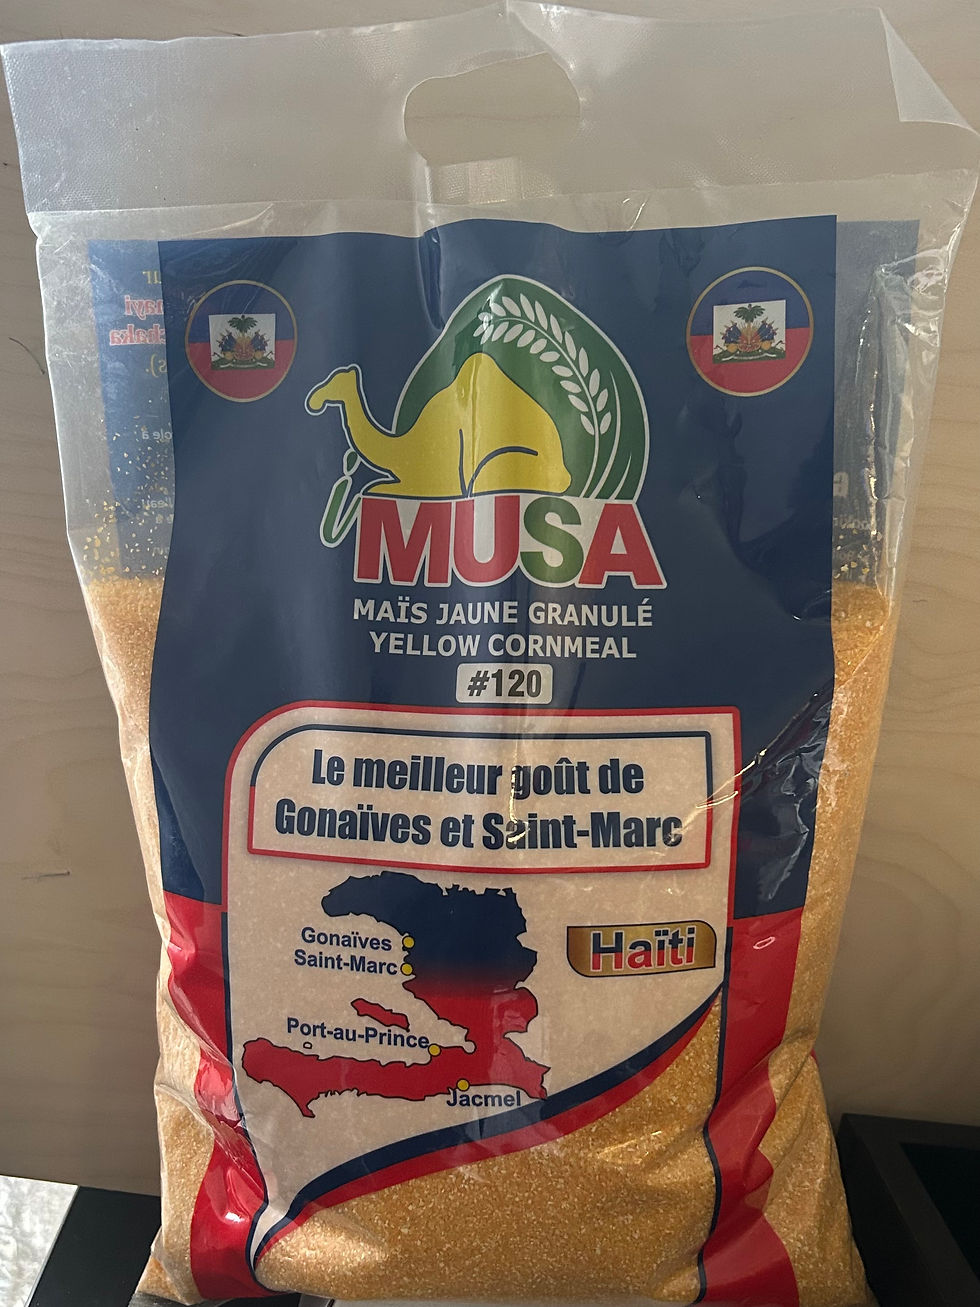 iMUSA
MAÏS JAUNE GRANULÉ
YELLOW CORNMEAL
#120
Le meilleur goût de
Gonaïves et Saint-Marc
Gonaïves
Saint-Marc
Haïti
Port-au-Prince
Jacmel